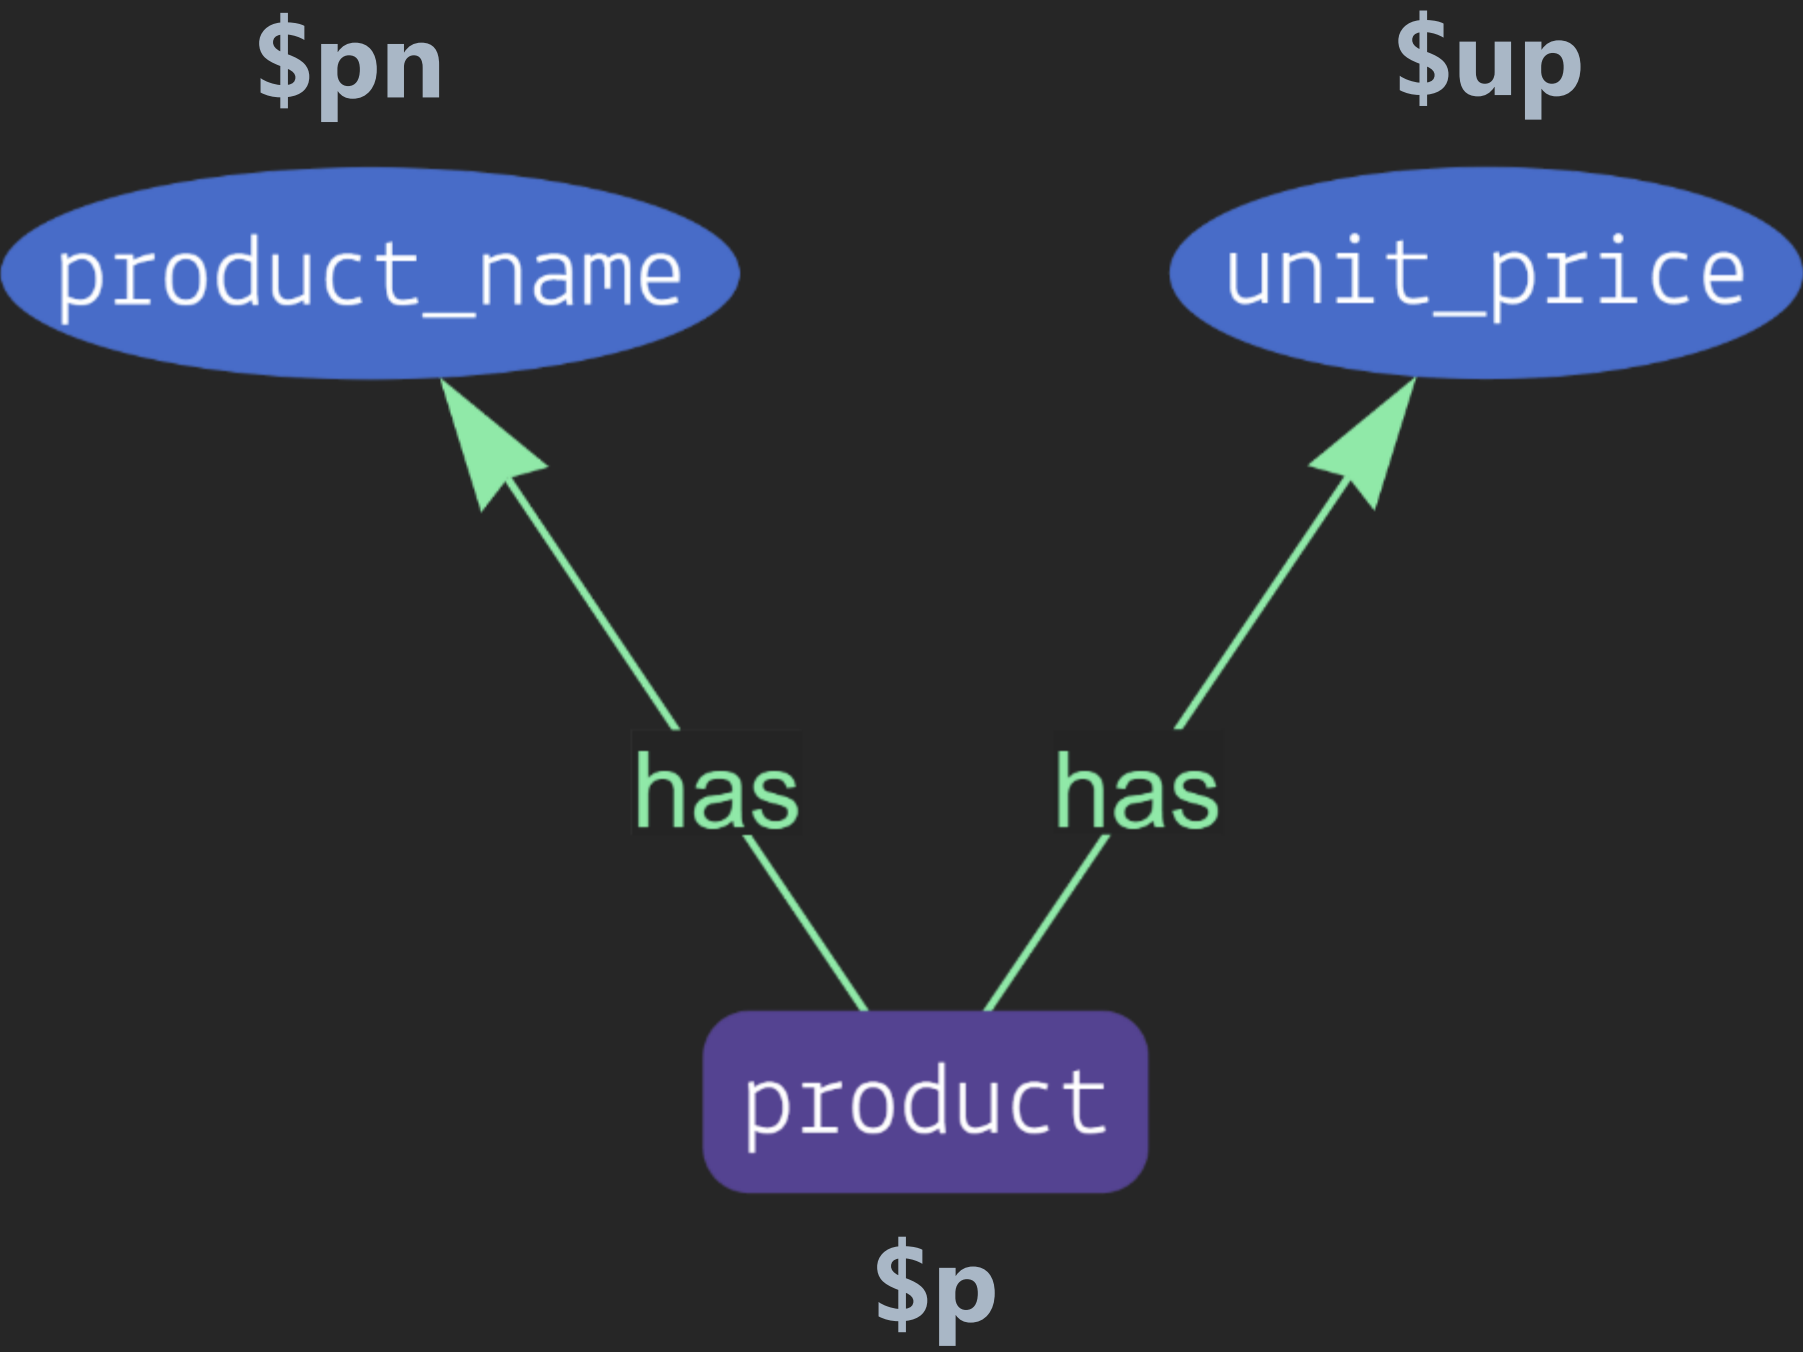 $pn
$up
product_name
unit_price
has
has
product
$p